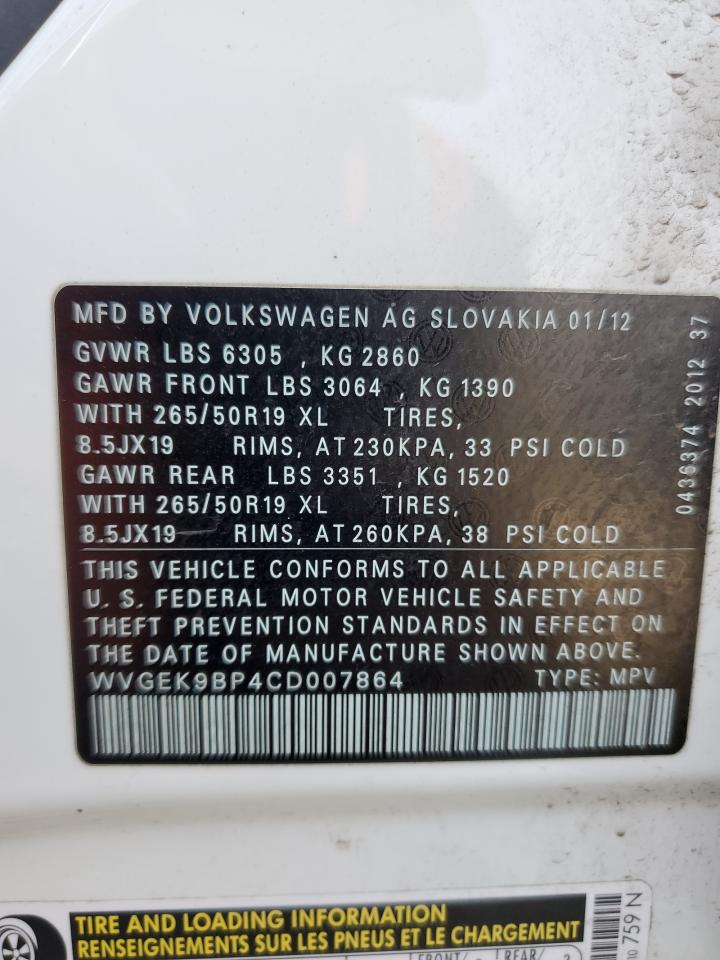 MFD BY VOLKSWAGEN AG SLOVAKIA 01/12
GVWR LBS 6305 , KG 2860
GAWR FRONT LBS 3064 , KG 1390
WITH 265/50R19 XL TIRES,
8.5JX19 RIMS, AT 230KPA, 33 PSI COLD
GAWR REAR LBS 3351 , KG 1520
WITH 265/50R19 XL TIRES,
8.5JX19 RIMS, AT 260KPA, 38 PSI COLD
THIS VEHICLE CONFORMS TO ALL APPLICABLE
U. S. FEDERAL MOTOR VEHICLE SAFETY AND
THEFT PREVENTION STANDARDS IN EFFECT ON
THE DATE OF MANUFACTURE SHOWN ABOVE.
WVGEK9BP4CD007864 TYPE: MPV
0436374 2012 37
TIRE AND LOADING INFORMATION
RENSEIGNEMENTS SUR LES PNEUS ET LE CHARGEMENT
759 N